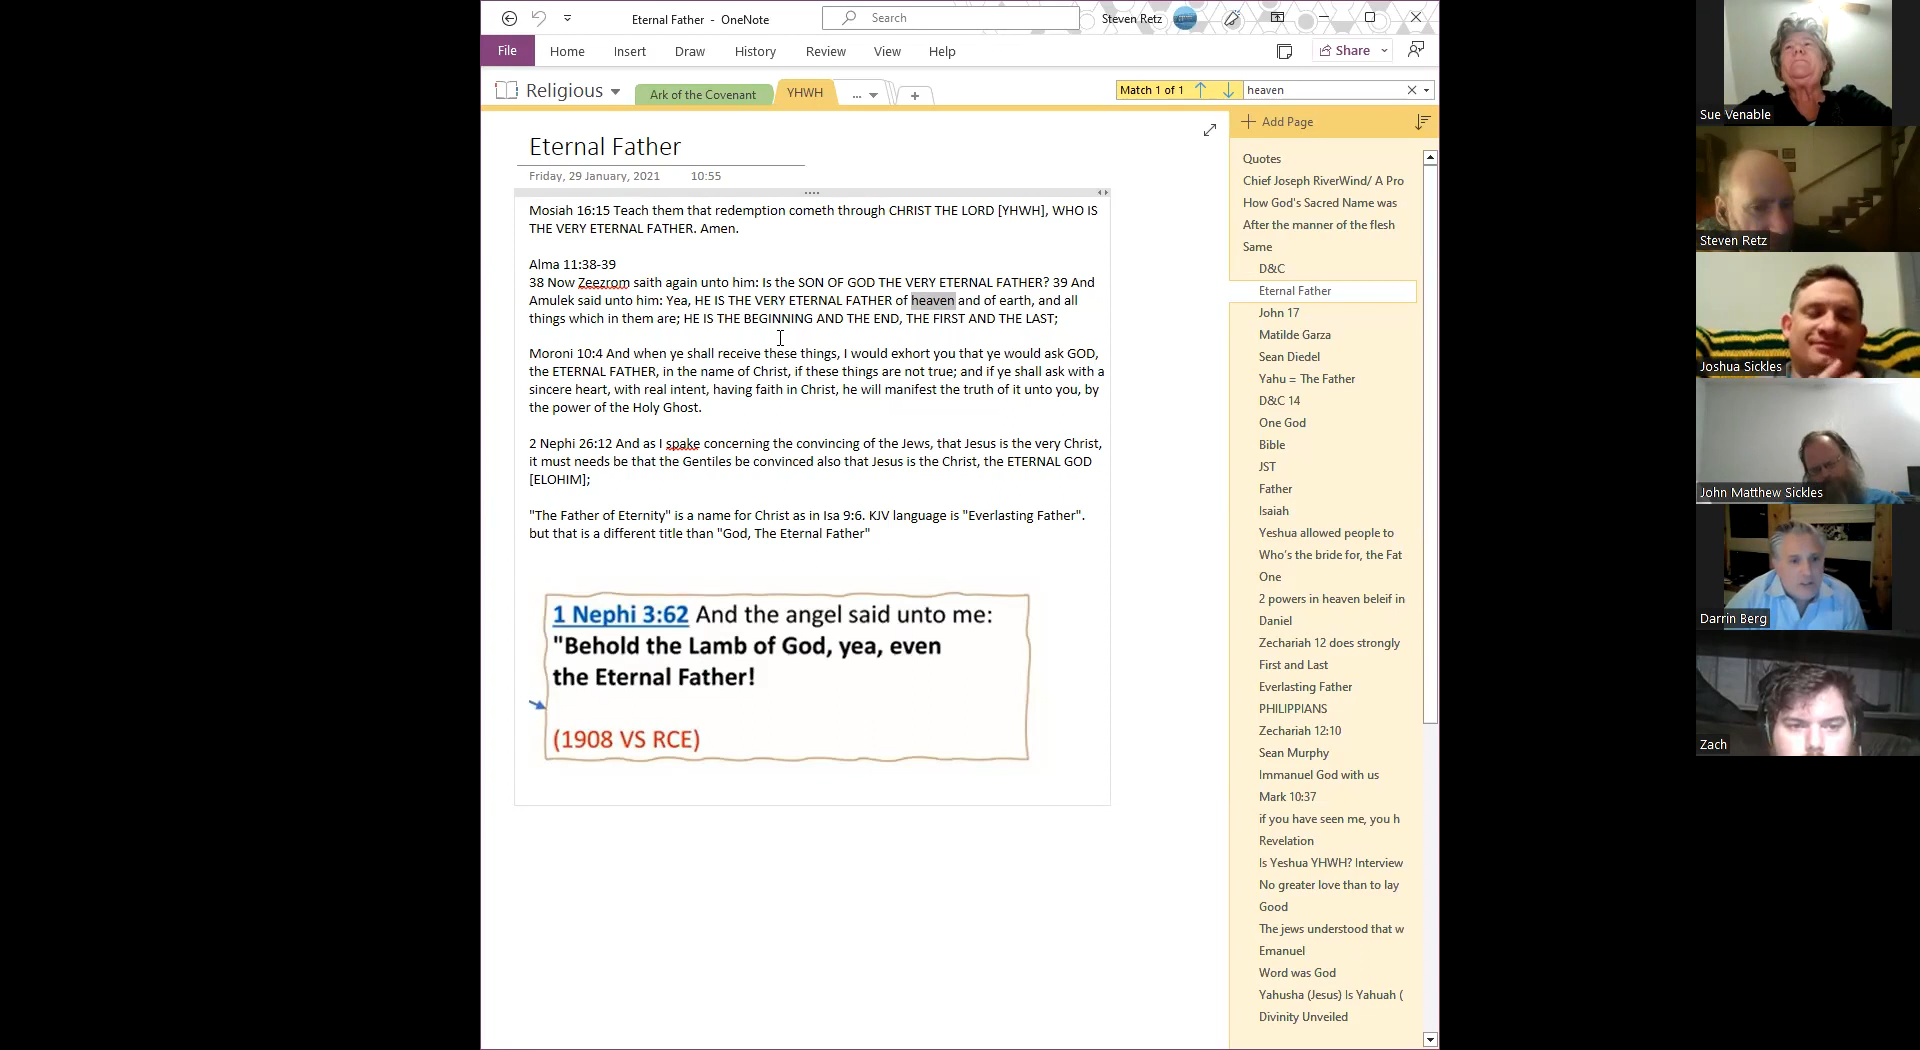 Eternal Father - OneNote
Search
Steven Retz
File
Home
Insert
Draw
History
Review
View
Help
Share
Religious
Ark of the Covenant
YHWH
...
Match 1 of 1
heaven
Eternal Father
Friday, 29 January, 2021 10:55
Mosiah 16:15 Teach them that redemption cometh through CHRIST THE LORD [YHWH], WHO IS
THE VERY ETERNAL FATHER. Amen.
Alma 11:38-39
38 Now Zeezrom saith again unto him: Is the SON OF GOD THE VERY ETERNAL FATHER? 39 And
Amulek said unto him: Yea, HE IS THE VERY ETERNAL FATHER of heaven and of earth, and all
things which in them are; HE IS THE BEGINNING AND THE END, THE FIRST AND THE LAST;
Moroni 10:4 And when ye shall receive these things, I would exhort you that ye would ask GOD,
the ETERNAL FATHER, in the name of Christ, if these things are not true; and if ye shall ask with a
sincere heart, with real intent, having faith in Christ, he will manifest the truth of it unto you, by
the power of the Holy Ghost.
2 Nephi 26:12 And as I spake concerning the convincing of the Jews, that Jesus is the very Christ,
it must needs be that the Gentiles be convinced also that Jesus is the Christ, the ETERNAL GOD
[ELOHIM];
"The Father of Eternity" is a name for Christ as in Isa 9:6. KJV language is "Everlasting Father".
but that is a different title than "God, The Eternal Father"
1 Nephi 3:62 And the angel said unto me:
"Behold the Lamb of God, yea, even
the Eternal Father!
(1908 VS RCE)
Add Page
Quotes
Chief Joseph RiverWind/ A Pro
How God's Sacred Name was
After the manner of the flesh
Same
D&C
Eternal Father
John 17
Matilde Garza
Sean Diedel
Yahu = The Father
D&C 14
One God
Bible
JST
Father
Isaiah
Yeshua allowed people to
Who's the bride for, the Fat
One
2 powers in heaven beleif in
Daniel
Zechariah 12 does strongly
First and Last
Everlasting Father
PHILIPPIANS
Zechariah 12:10
Sean Murphy
Immanuel God with us
Mark 10:37
if you have seen me, you h
Revelation
Is Yeshua YHWH? Interview
No greater love than to lay
Good
The jews understood that w
Emanuel
Word was God
Yahusha (Jesus) Is Yahuah (
Divinity Unveiled
Sue Venable
Steven Retz
Joshua Sickles
John Matthew Sickles
Darrin Berg
Zach